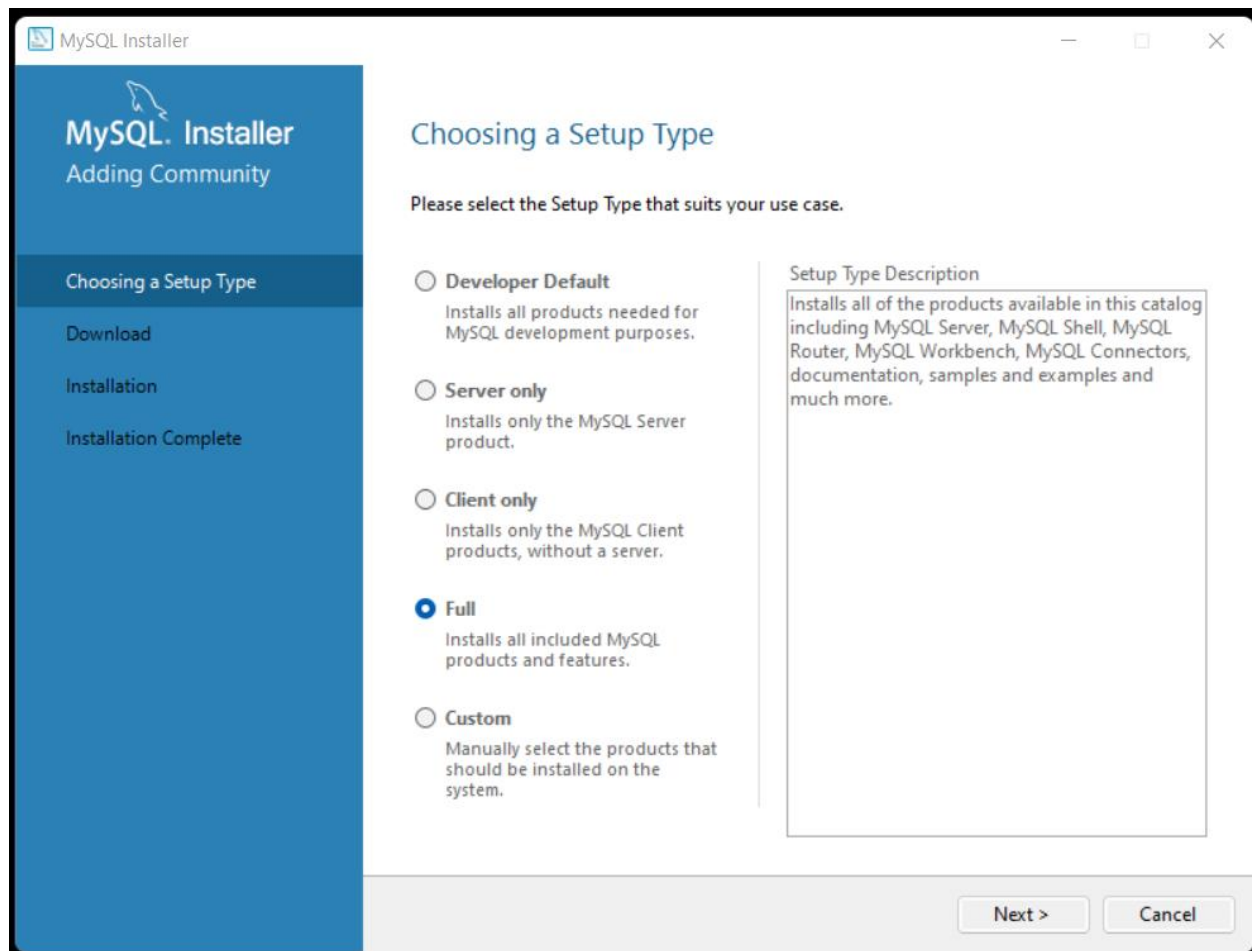 MySQL Installer
MySQL. Installer
Adding Community
Choosing a Setup Type
Download
Installation
Installation Complete
Choosing a Setup Type
Please select the Setup Type that suits your use case.
Developer Default
Installs all products needed for
MySQL development purposes.
Server only
Installs only the MySQL Server
product.
Client only
Installs only the MySQL Client
products, without a server.
Full
Installs all included MySQL
products and features.
Custom
Manually select the products that
should be installed on the
system.
Setup Type Description
Installs all of the products available in this catalog
including MySQL Server, MySQL Shell, MySQL
Router, MySQL Workbench, MySQL Connectors,
documentation, samples and examples and
much more.
Next >
Cancel